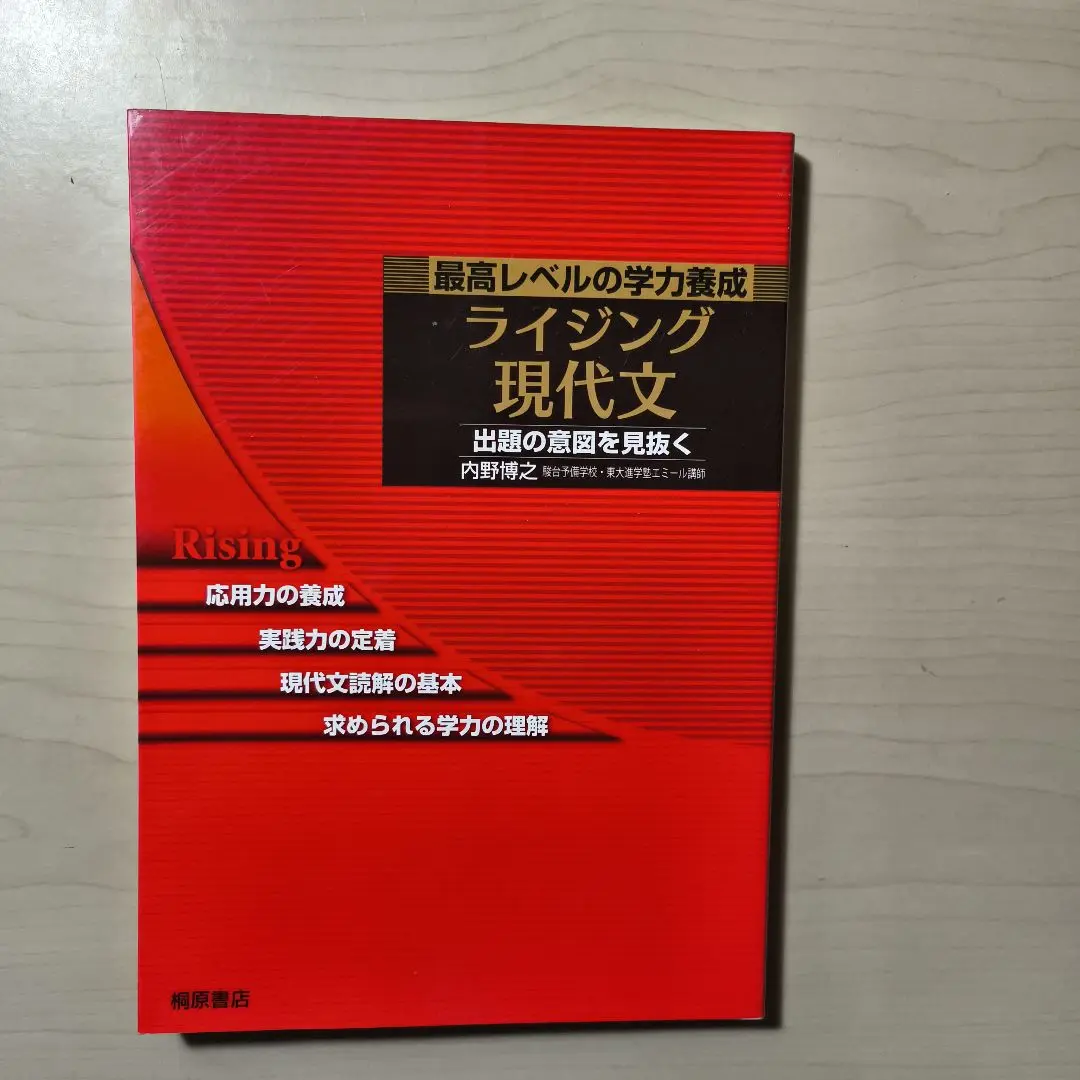 最高レベルの学力養成
ライジング
現代文
出題の意図を見抜く
内野博之 駿台予備学校・東大進学塾エミール講師
Rising
応用力の養成
実践力の定着
現代文読解の基本
求められる学力の理解
桐原書店